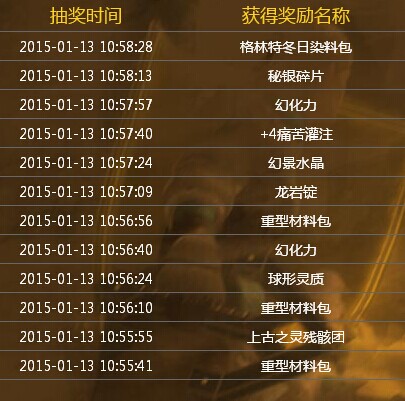 抽奖时间 获得奖励名称
2015-01-13 10:58:28 格林特冬日染料包
2015-01-13 10:58:13 秘银碎片
2015-01-13 10:57:57 幻化力
2015-01-13 10:57:40 +4痛苦灌注
2015-01-13 10:57:24 幻景水晶
2015-01-13 10:57:09 龙岩锭
2015-01-13 10:56:56 重型材料包
2015-01-13 10:56:40 幻化力
2015-01-13 10:56:24 球形灵质
2015-01-13 10:56:10 重型材料包
2015-01-13 10:55:55 上古之灵残骸团
2015-01-13 10:55:41 重型材料包